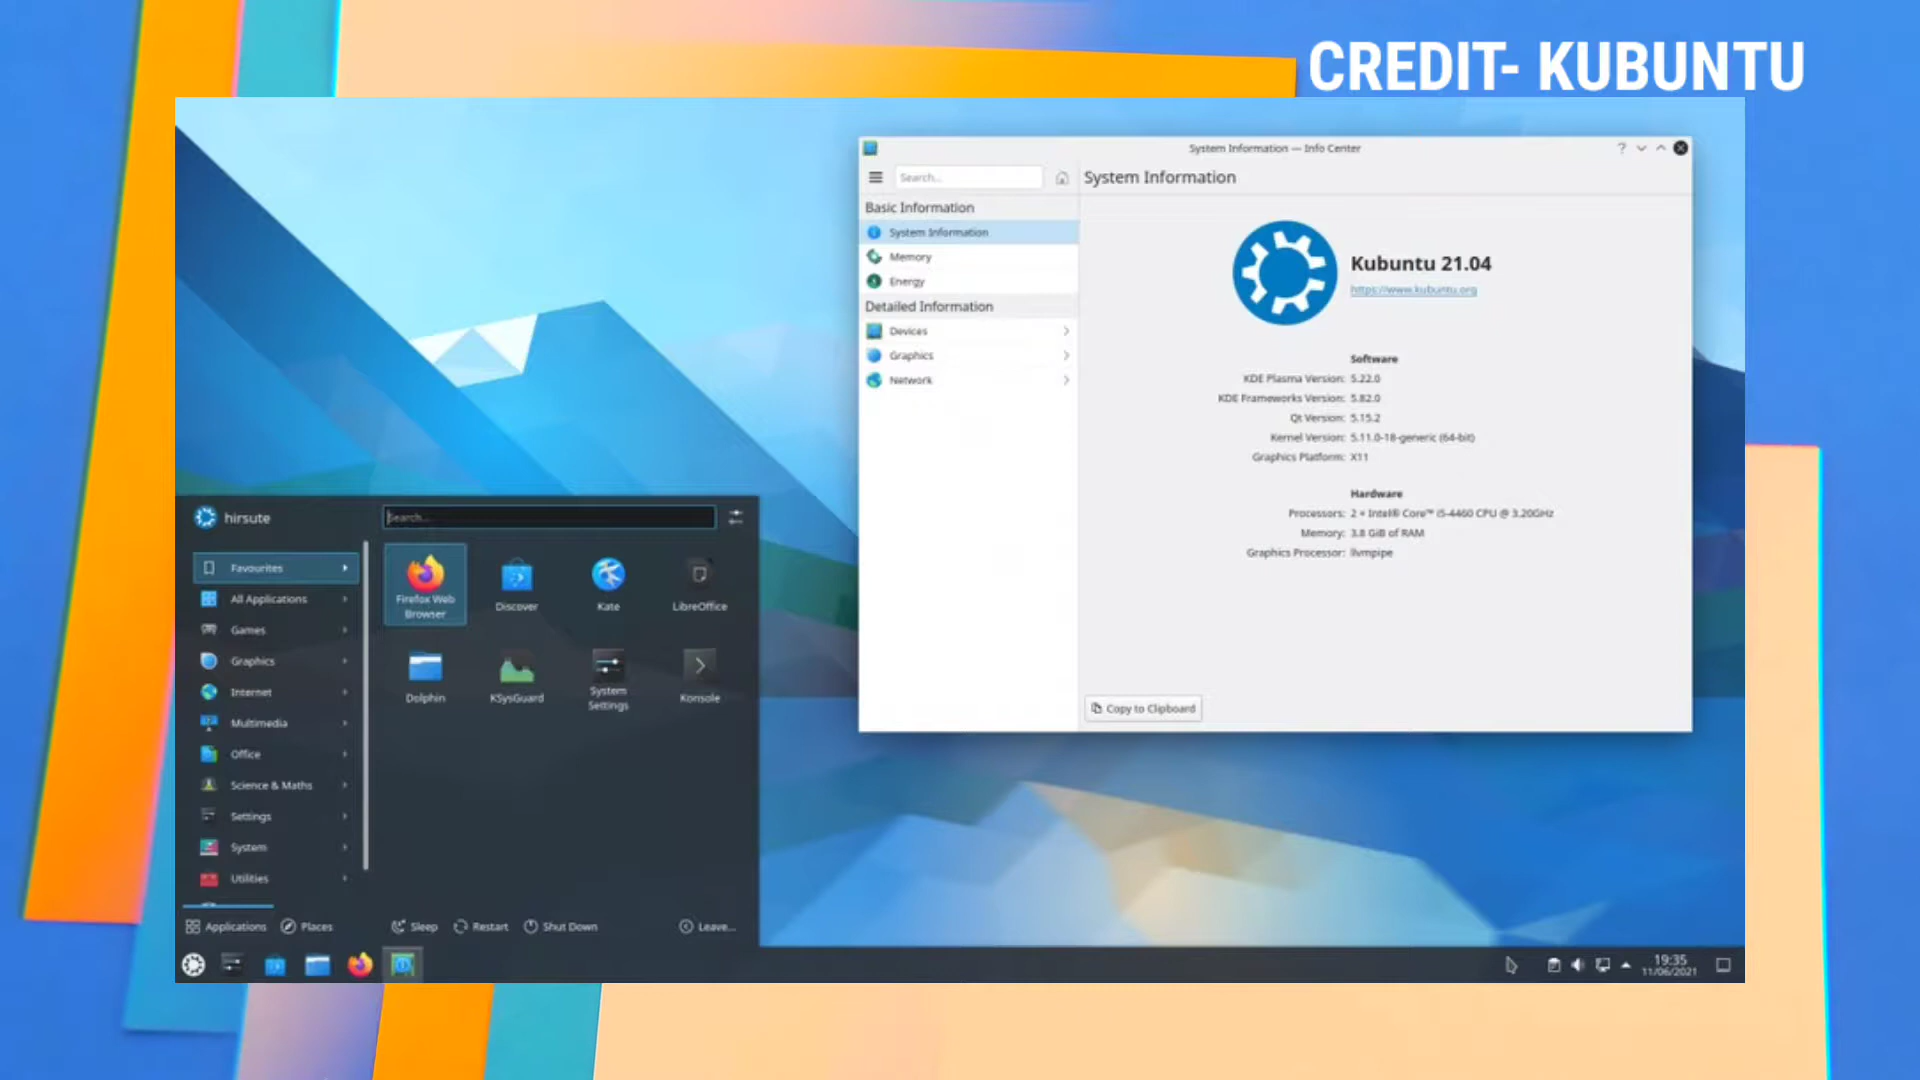 CREDIT- KUBUNTU
System Information — Info Center
Search...
System Information
Basic Information
System Information
Memory
Energy
Detailed Information
Devices
Graphics
Network
Kubuntu 21.04
https://www.kubuntu.org
Software
KDE Plasma Version: 5.22.0
KDE Frameworks Version: 5.82.0
Qt Version: 5.15.2
Kernel Version: 5.11.0-18-generic (64-bit)
Graphics Platform: X11
Hardware
Processors: 2 × Intel® Core™ i5-4460 CPU @ 3.20GHz
Memory: 3.8 GiB of RAM
Graphics Processor: llvmpipe
Copy to Clipboard
hirsute
Search...
Favourites
All Applications
Games
Graphics
Internet
Multimedia
Office
Science & Maths
Settings
System
Utilities
Firefox Web
Browser
Discover
Kate
LibreOffice
Dolphin
KSysGuard
System
Settings
Konsole
Applications
Places
Sleep
Restart
Shut Down
Leave...
19:35
11/06/2021